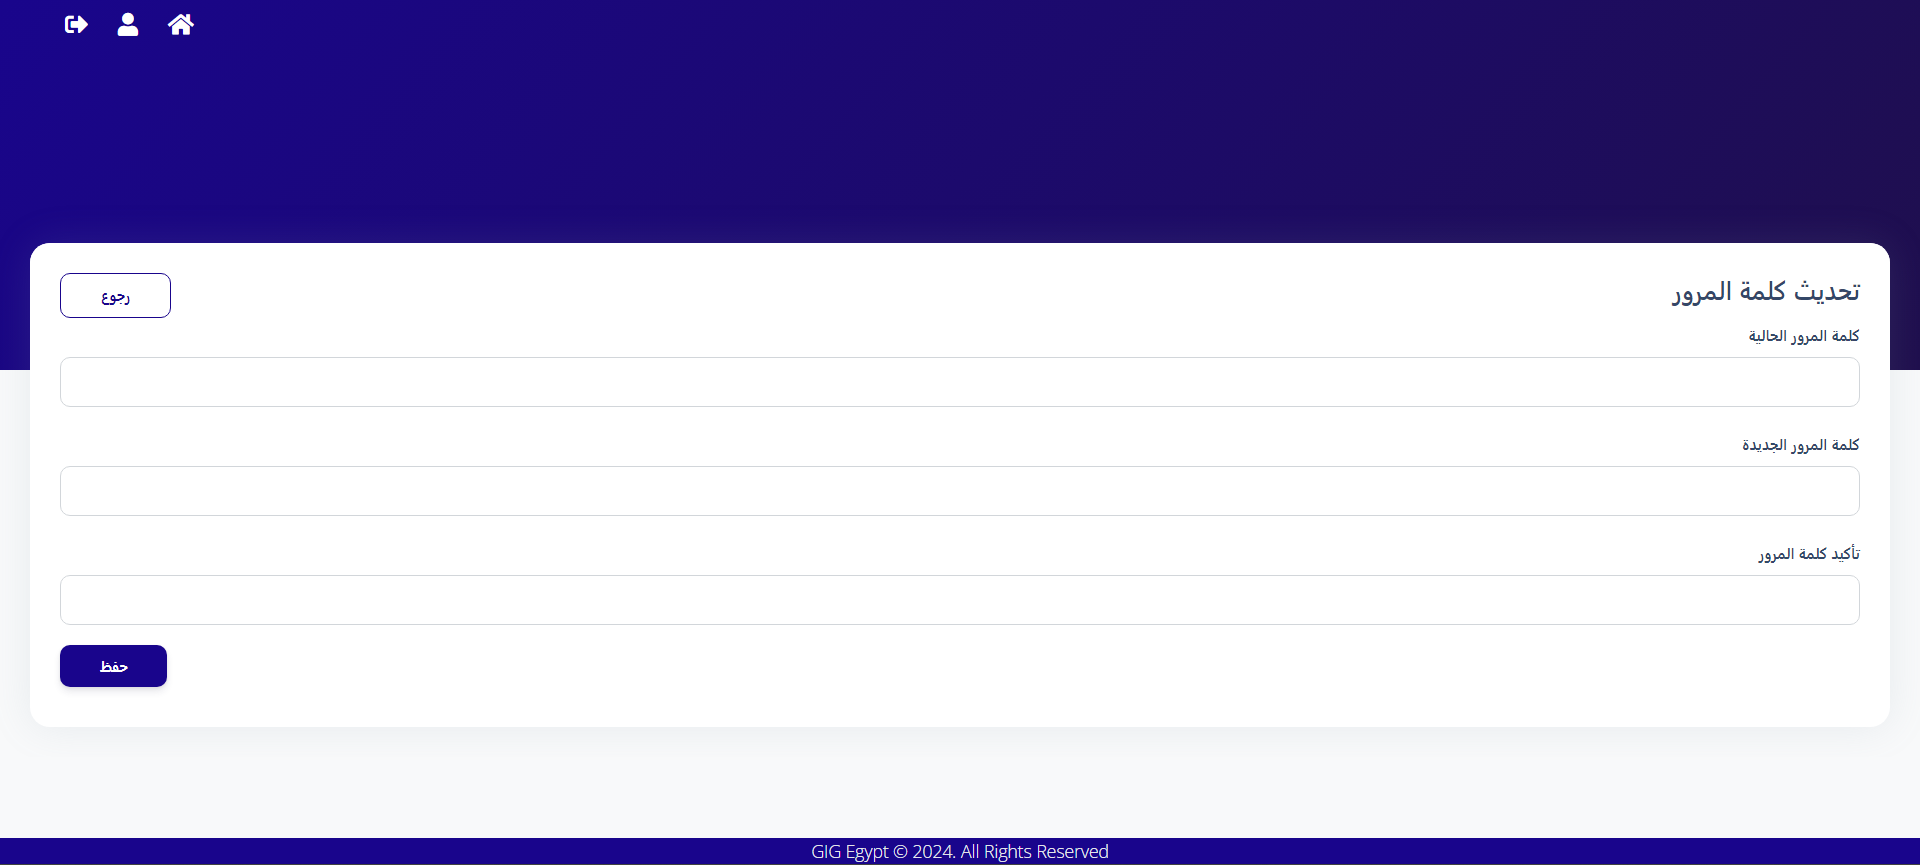 تحديث كلمة المرور
رجوع
كلمة المرور الحالية
كلمة المرور الجديدة
تأكيد كلمة المرور
حفظ
GIG Egypt © 2024. All Rights Reserved